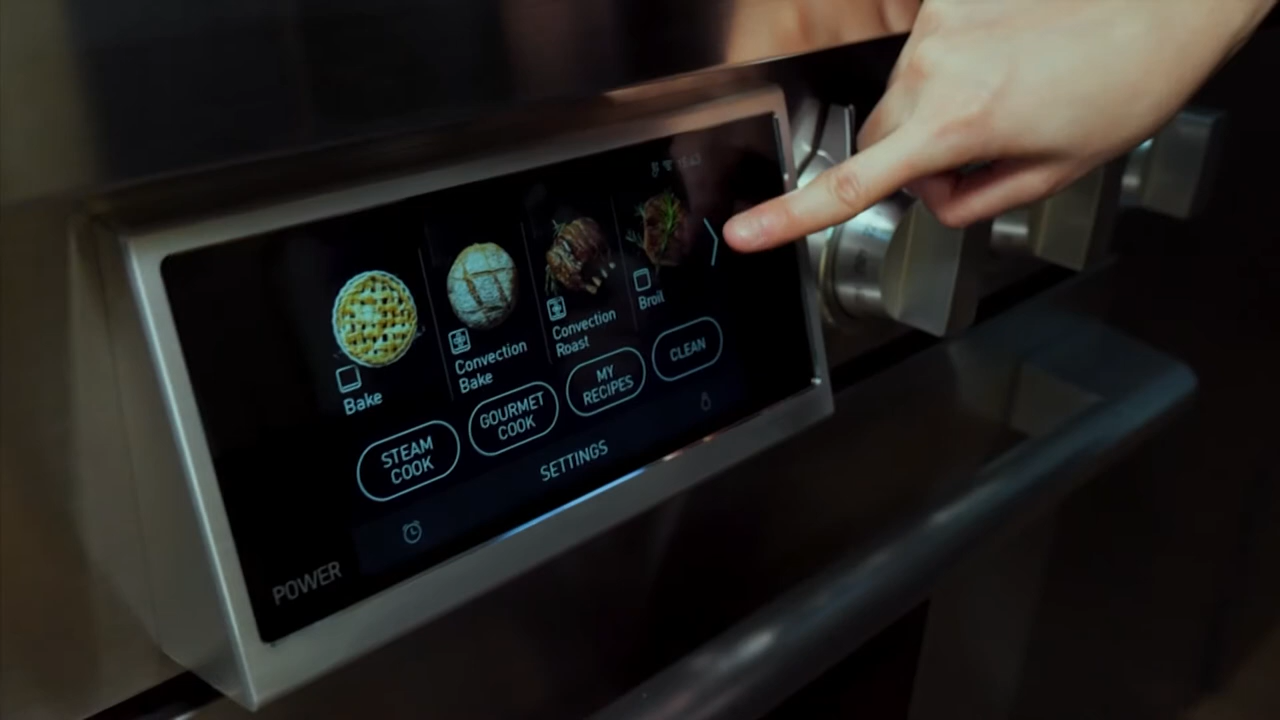 Bake
Convection
Bake
Convection
Roast
Broil
STEAM
COOK
GOURMET
COOK
MY
RECIPES
CLEAN
SETTINGS
POWER